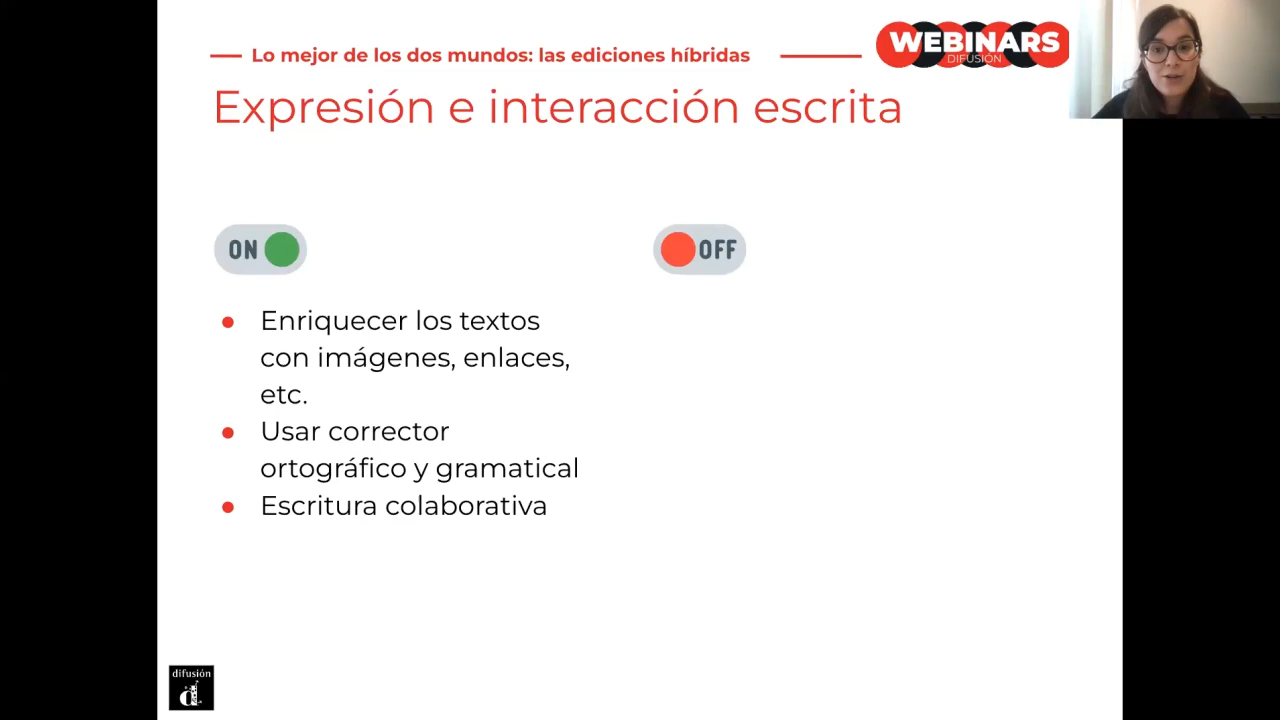 Lo mejor de los dos mundos: las ediciones híbridas
WEBINARS
DIFUSIÓN
Expresión e interacción escrita
ON
OFF
● Enriquecer los textos
con imágenes, enlaces,
etc.
● Usar corrector
ortográfico y gramatical
● Escritura colaborativa
difusión
d